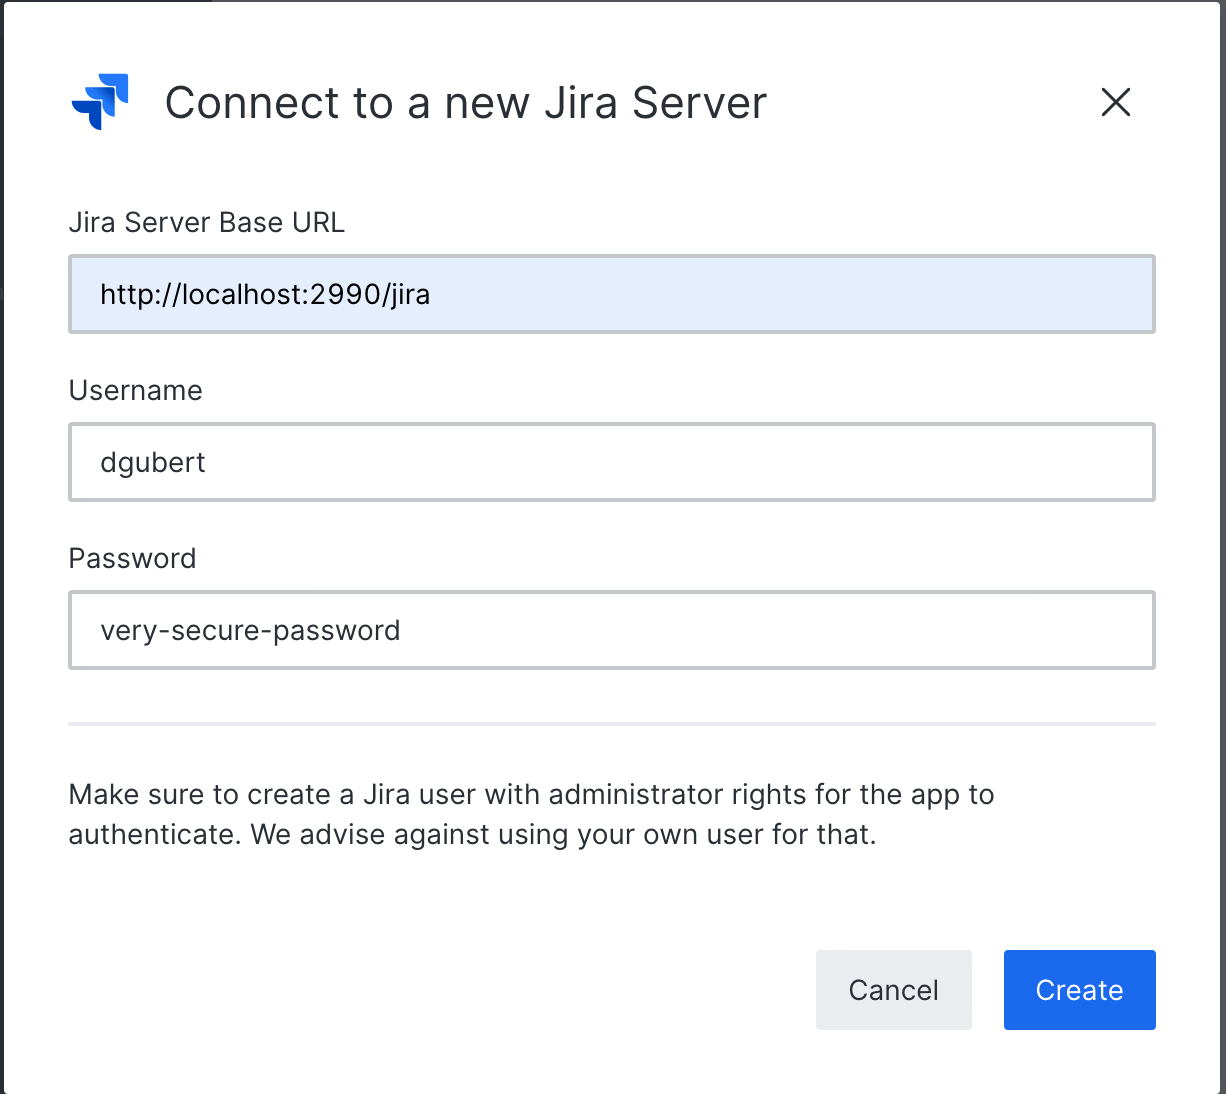 Connect to a new Jira Server
Jira Server Base URL
http://localhost:2990/jira
Username
dgubert
Password
very-secure-password
Make sure to create a Jira user with administrator rights for the app to
authenticate. We advise against using your own user for that.
Cancel
Create